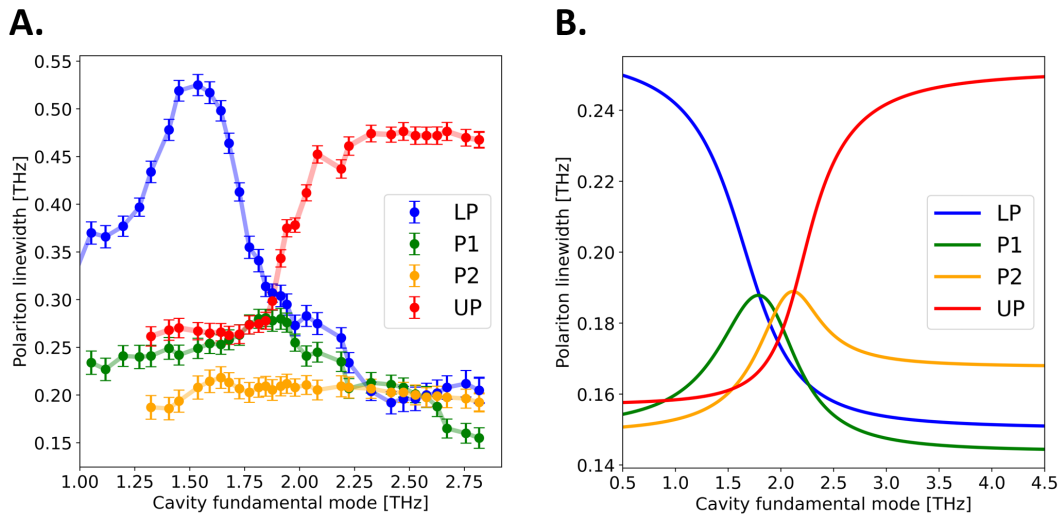 A.
B.
0.55
0.50
0.45
0.40
0.35
0.30
0.25
0.20
0.15
Polariton linewidth [THz]
LP
P1
P2
UP
1.00 1.25 1.50 1.75 2.00 2.25 2.50 2.75
Cavity fundamental mode [THz]
0.24
0.22
0.20
0.18
0.16
0.14
Polariton linewidth [THz]
LP
P1
P2
UP
0.5 1.0 1.5 2.0 2.5 3.0 3.5 4.0 4.5
Cavity fundamental mode [THz]